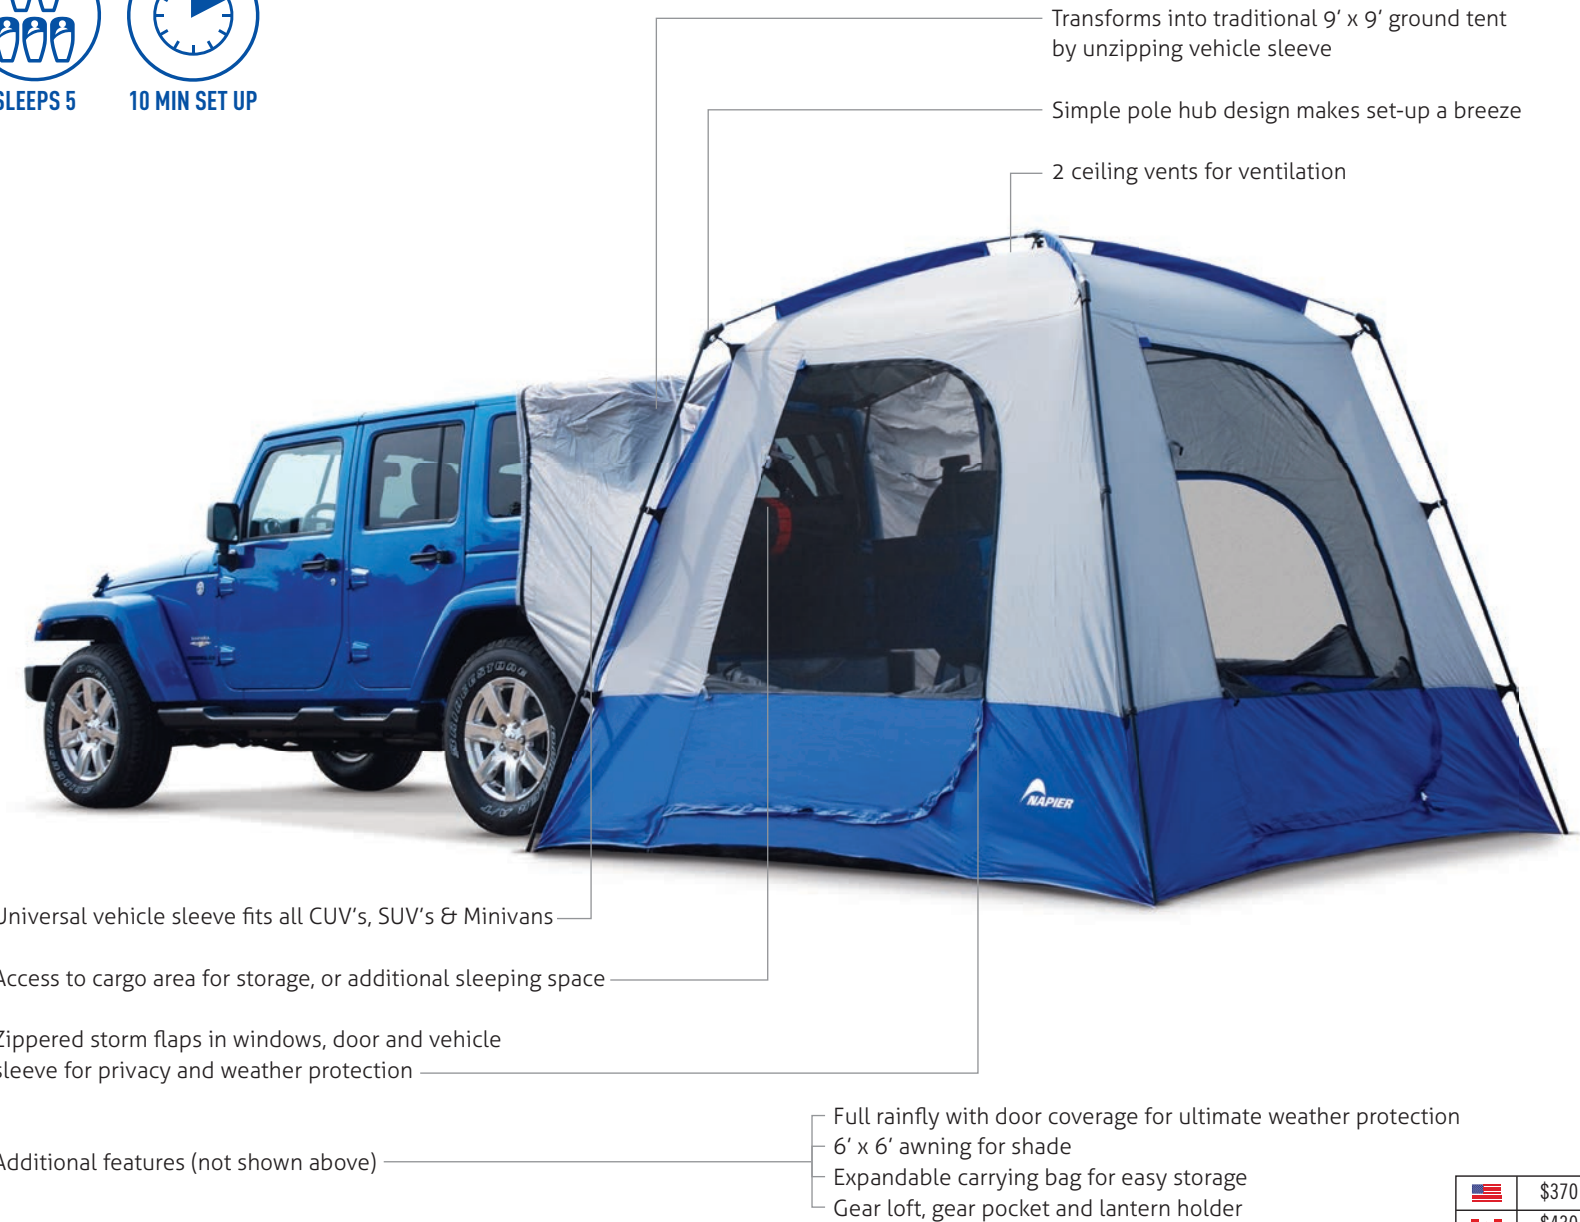 SLEEPS 5
10 MIN SET UP
Transforms into traditional 9’ x 9’ ground tent
by unzipping vehicle sleeve
Simple pole hub design makes set-up a breeze
2 ceiling vents for ventilation
NAPIER
Universal vehicle sleeve fits all CUV's, SUV's & Minivans
Access to cargo area for storage, or additional sleeping space
Zippered storm flaps in windows, door and vehicle
sleeve for privacy and weather protection
Additional features (not shown above)
Full rainfly with door coverage for ultimate weather protection
6’ x 6’ awning for shade
Expandable carrying bag for easy storage
Gear loft, gear pocket and lantern holder
$370